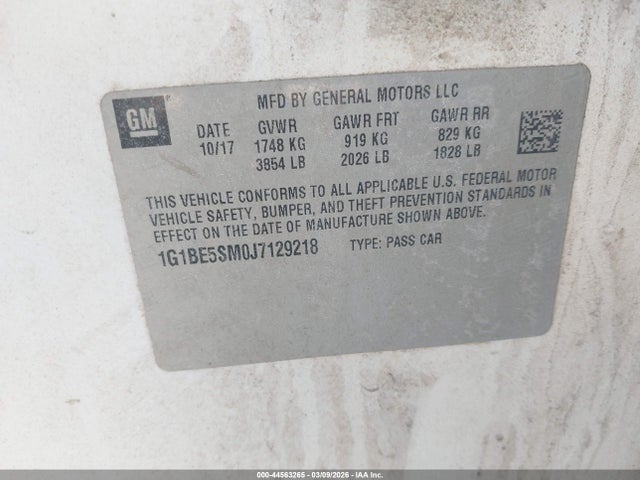 GM
MFD BY GENERAL MOTORS LLC
DATE GVWR GAWR FRT GAWR RR
10/17 1748 KG 919 KG 829 KG
3854 LB 2026 LB 1828 LB
THIS VEHICLE CONFORMS TO ALL APPLICABLE U.S. FEDERAL MOTOR
VEHICLE SAFETY, BUMPER, AND THEFT PREVENTION STANDARDS IN
EFFECT ON THE DATE OF MANUFACTURE SHOWN ABOVE.
1G1BE5SM0J7129218 TYPE: PASS CAR
000-44563265 | 03/09/2026 | IAA Inc.